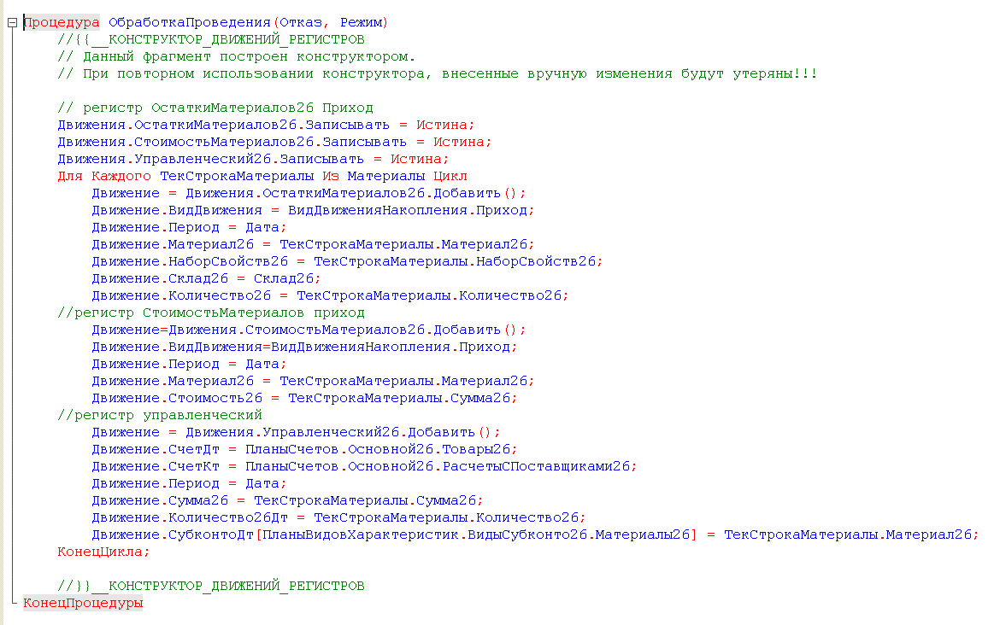 Процедура ОбработкаПроведения(Отказ, Режим)
//{{__КОНСТРУКТОР_ДВИЖЕНИЙ_РЕГИСТРОВ
// Данный фрагмент построен конструктором.
// При повторном использовании конструктора, внесенные вручную изменения будут утеряны!!!
// регистр ОстаткиМатериалов26 Приход
Движения.ОстаткиМатериалов26.Записывать = Истина;
Движения.СтоимостьМатериалов26.Записывать = Истина;
Движения.Управленческий26.Записывать = Истина;
Для Каждого ТекСтрокаМатериалы Из Материалы Цикл
Движение = Движения.ОстаткиМатериалов26.Добавить();
Движение.ВидДвижения = ВидДвиженияНакопления.Приход;
Движение.Период = Дата;
Движение.Материал26 = ТекСтрокаМатериалы.Материал26;
Движение.НаборСвойств26 = ТекСтрокаМатериалы.НаборСвойств26;
Движение.Склад26 = Склад26;
Движение.Количество26 = ТекСтрокаМатериалы.Количество26;
//регистр СтоимостьМатериалов приход
Движение=Движения.СтоимостьМатериалов26.Добавить();
Движение.ВидДвижения=ВидДвиженияНакопления.Приход;
Движение.Период = Дата;
Движение.Материал26 = ТекСтрокаМатериалы.Материал26;
Движение.Стоимость26 = ТекСтрокаМатериалы.Сумма26;
//регистр управленческий
Движение = Движения.Управленческий26.Добавить();
Движение.СчетДт = ПланыСчетов.Основной26.Товары26;
Движение.СчетКт = ПланыСчетов.Основной26.РасчетыСПоставщиками26;
Движение.Период = Дата;
Движение.Сумма26 = ТекСтрокаМатериалы.Сумма26;
Движение.Количество26Дт = ТекСтрокаМатериалы.Количество26;
Движение.СубконтоДт[ПланыВидовХарактеристик.ВидыСубконто26.Материалы26] = ТекСтрокаМатериалы.Материал26;
КонецЦикла;
//}}__КОНСТРУКТОР_ДВИЖЕНИЙ_РЕГИСТРОВ
КонецПроцедуры